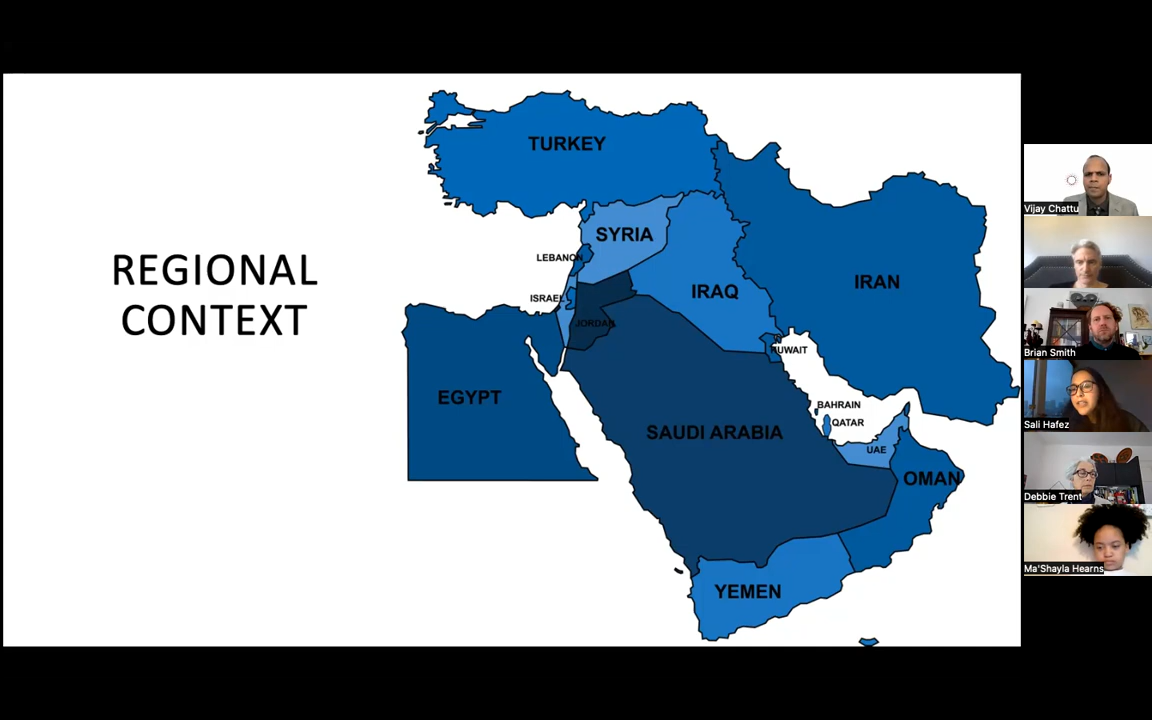 REGIONAL
CONTEXT
TURKEY
SYRIA
LEBANON
ISRAEL
JORDAN
IRAQ
IRAN
KUWAIT
EGYPT
BAHRAIN
QATAR
SAUDI ARABIA
UAE
OMAN
YEMEN
Vijay Chattu
Brian Smith
Sali Hafez
Debbie Trent
Ma'Shayla Hearns